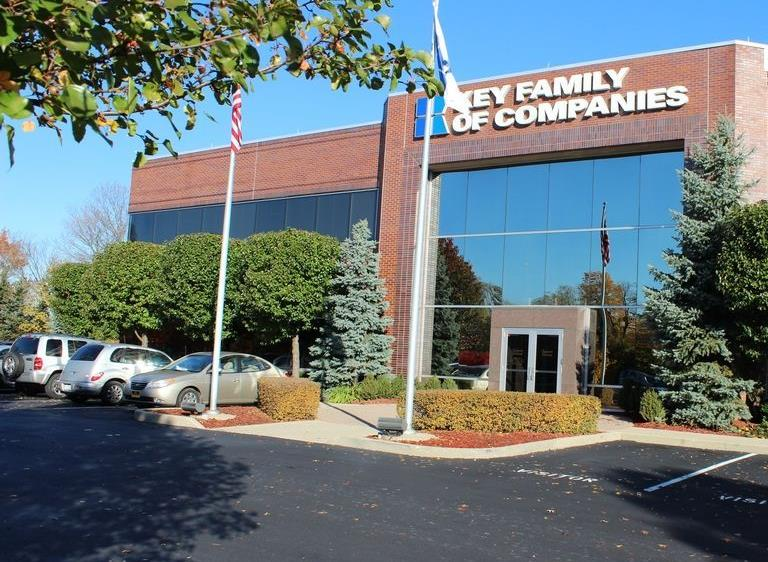 KEY FAMILY
OF COMPANIES
VISITOR